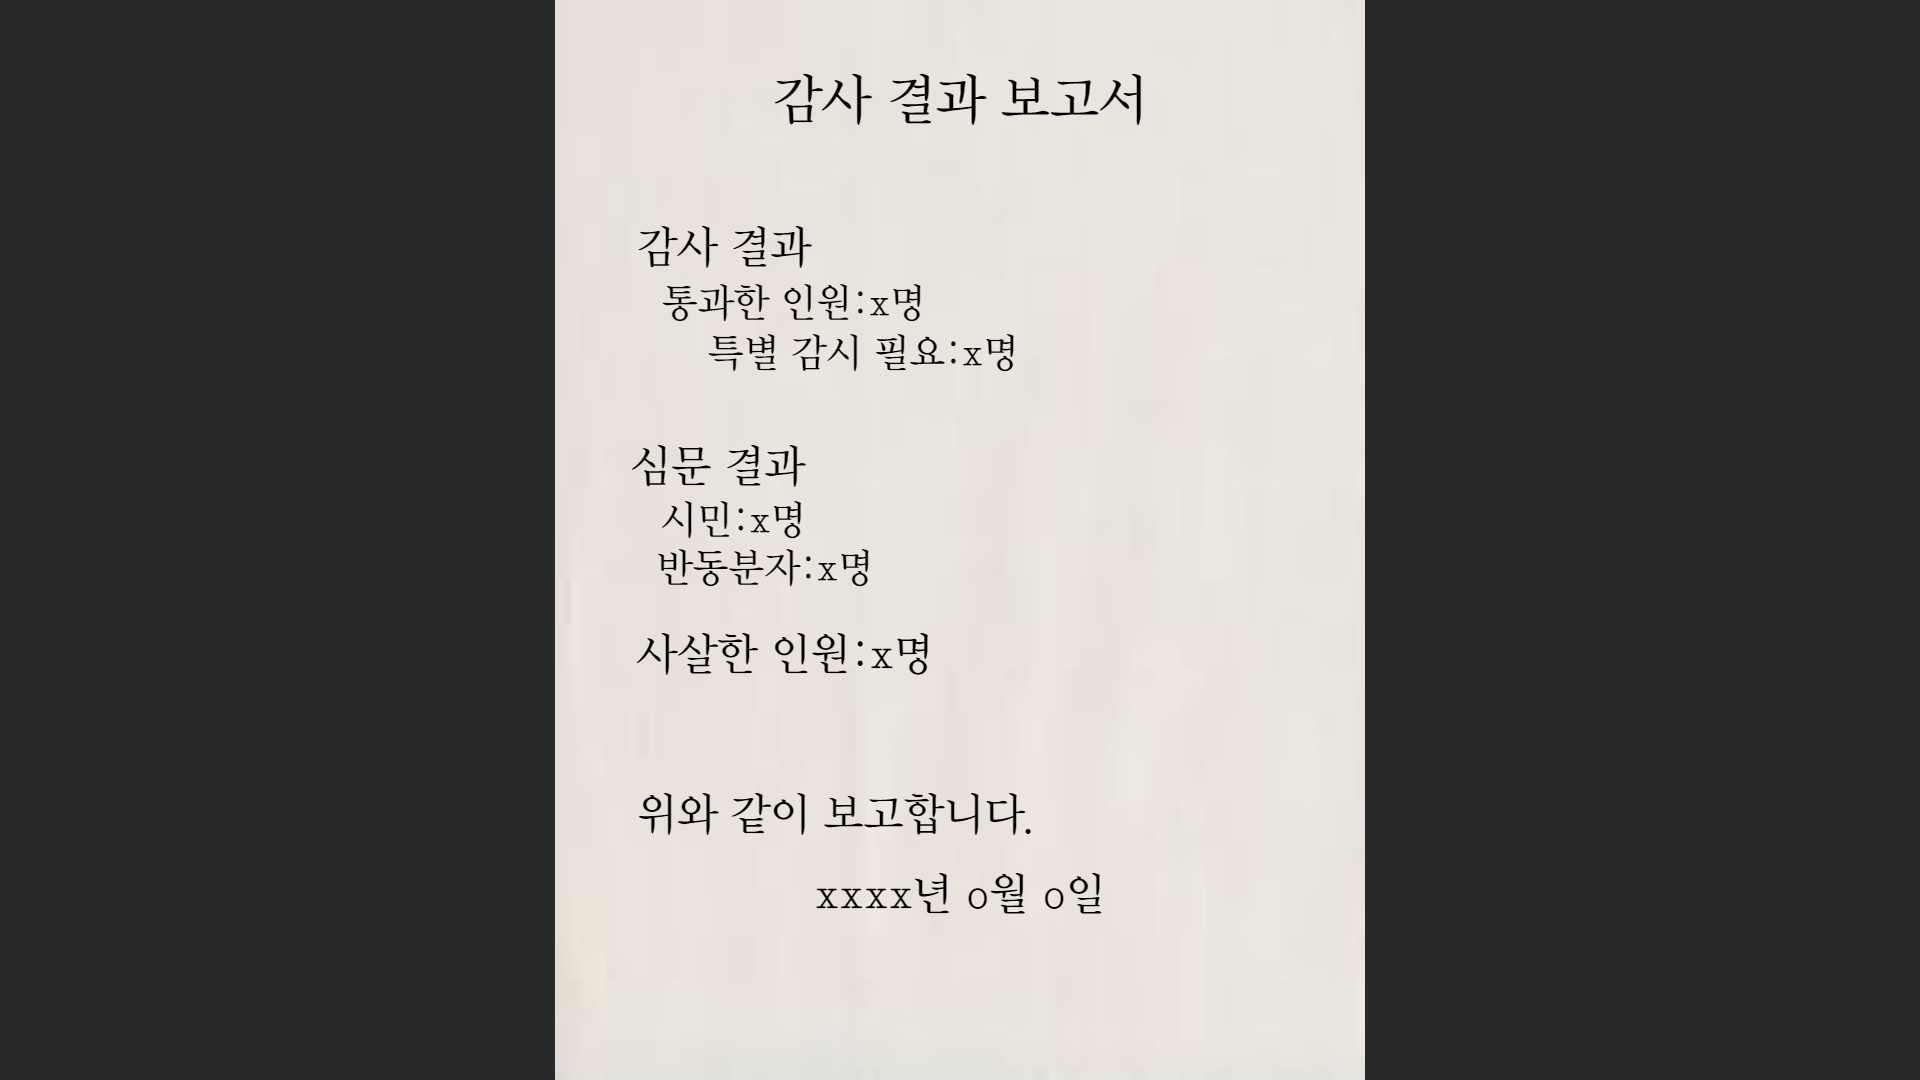 감사 결과 보고서
감사 결과
통과한 인원:x명
특별 감시 필요:x명
심문 결과
시민:x명
반동분자:x명
사살한 인원:x명
위와 같이 보고합니다.
xxxx년 o월 o일